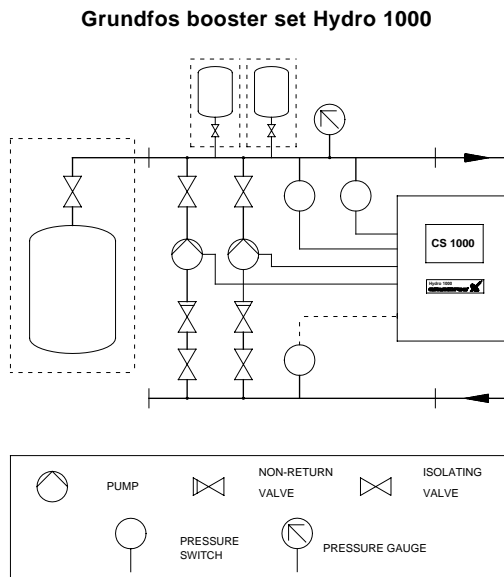 Grundfos booster set Hydro 1000
CS 1000
Hydro 1000
GRUNDFOS
PUMP
NON-RETURN
VALVE
ISOLATING
VALVE
PRESSURE
SWITCH
PRESSURE GAUGE